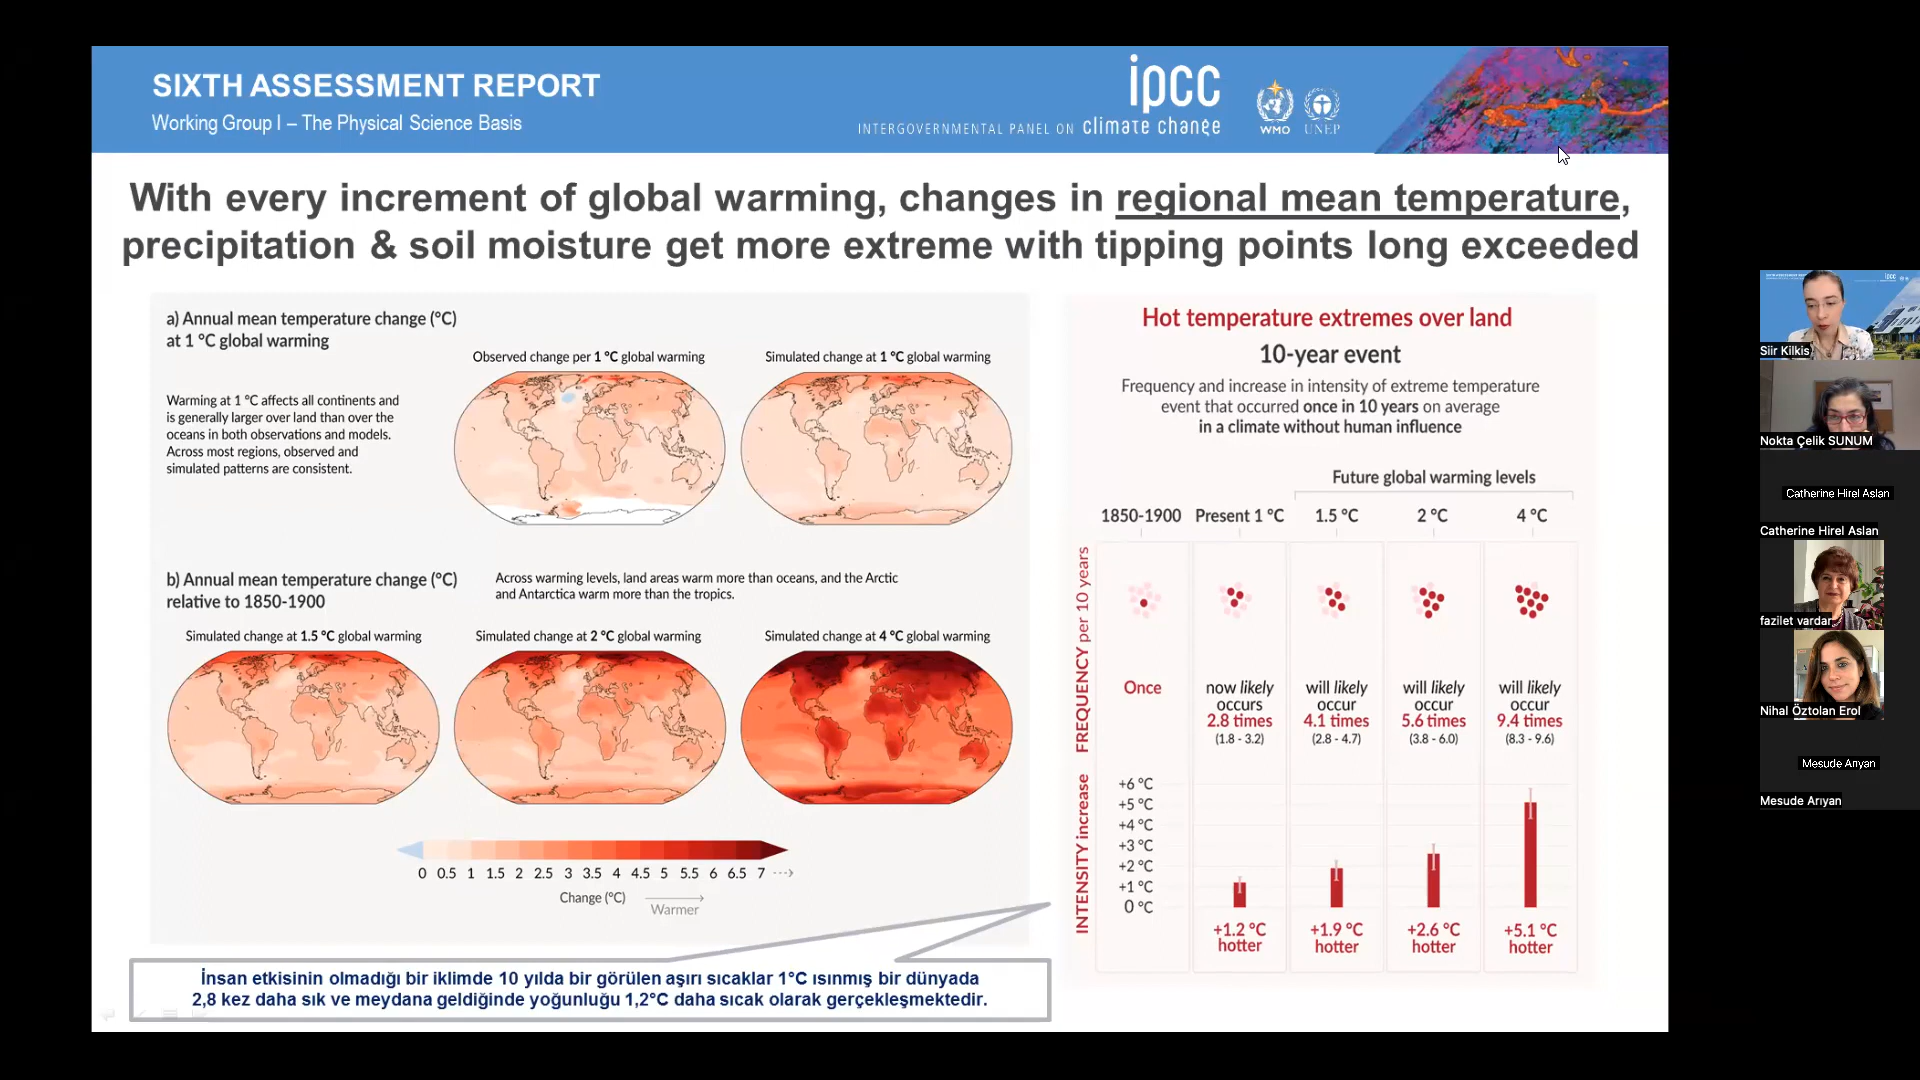 SIXTH ASSESSMENT REPORT
Working Group I – The Physical Science Basis
ipcc
INTERGOVERNMENTAL PANEL ON climate change
WMO
UNEP
With every increment of global warming, changes in regional mean temperature,
precipitation & soil moisture get more extreme with tipping points long exceeded
a) Annual mean temperature change (°C)
at 1 °C global warming
Warming at 1 °C affects all continents and
is generally larger over land than over the
oceans in both observations and models.
Across most regions, observed and
simulated patterns are consistent.
Observed change per 1 °C global warming
Simulated change at 1 °C global warming
b) Annual mean temperature change (°C)
relative to 1850-1900
Across warming levels, land areas warm more than oceans, and the Arctic
and Antarctica warm more than the tropics.
Simulated change at 1.5 °C global warming
Simulated change at 2 °C global warming
Simulated change at 4 °C global warming
0 0.5 1 1.5 2 2.5 3 3.5 4 4.5 5 5.5 6 6.5 7
Change (°C)
Warmer
Hot temperature extremes over land
10-year event
Frequency and increase in intensity of extreme temperature
event that occurred once in 10 years on average
in a climate without human influence
Future global warming levels
1850-1900 Present 1 °C 1.5 °C 2 °C 4 °C
FREQUENCY per 10 years
Once
now likely
occurs
2.8 times
(1.8 - 3.2)
will likely
occur
4.1 times
(2.8 - 4.7)
will likely
occur
5.6 times
(3.8 - 6.0)
will likely
occur
9.4 times
(8.3 - 9.6)
INTENSITY increase
+6 °C
+5 °C
+4 °C
+3 °C
+2 °C
+1 °C
0 °C
+1.2 °C
hotter
+1.9 °C
hotter
+2.6 °C
hotter
+5.1 °C
hotter
İnsan etkisinin olmadığı bir iklimde 10 yılda bir görülen aşırı sıcaklar 1°C ısınmış bir dünyada
2,8 kez daha sık ve meydana geldiğinde yoğunluğu 1,2°C daha sıcak olarak gerçekleşmektedir.
Siir Kilkis
Nokta Çelik SUNUM
Catherine Hirel Aslan
Catherine Hirel Aslan
fazilet vardar
Nihal Öztolan Erol
Mesude Arıyan
Mesude Arıyan